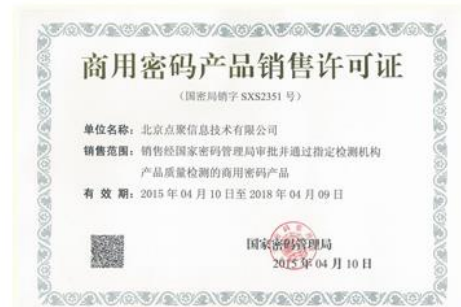 商用密码产品销售许可证
（国密局销字 SXS2351 号）
单位名称：北京点聚信息技术有限公司
销售范围：销售经国家密码管理局审批并通过指定检测机构
产品质量检测的商用密码产品
有 效 期：2015 年 04 月 10 日至 2018 年 04 月 09 日
国家密码管理局
2015 年 04 月 10 日